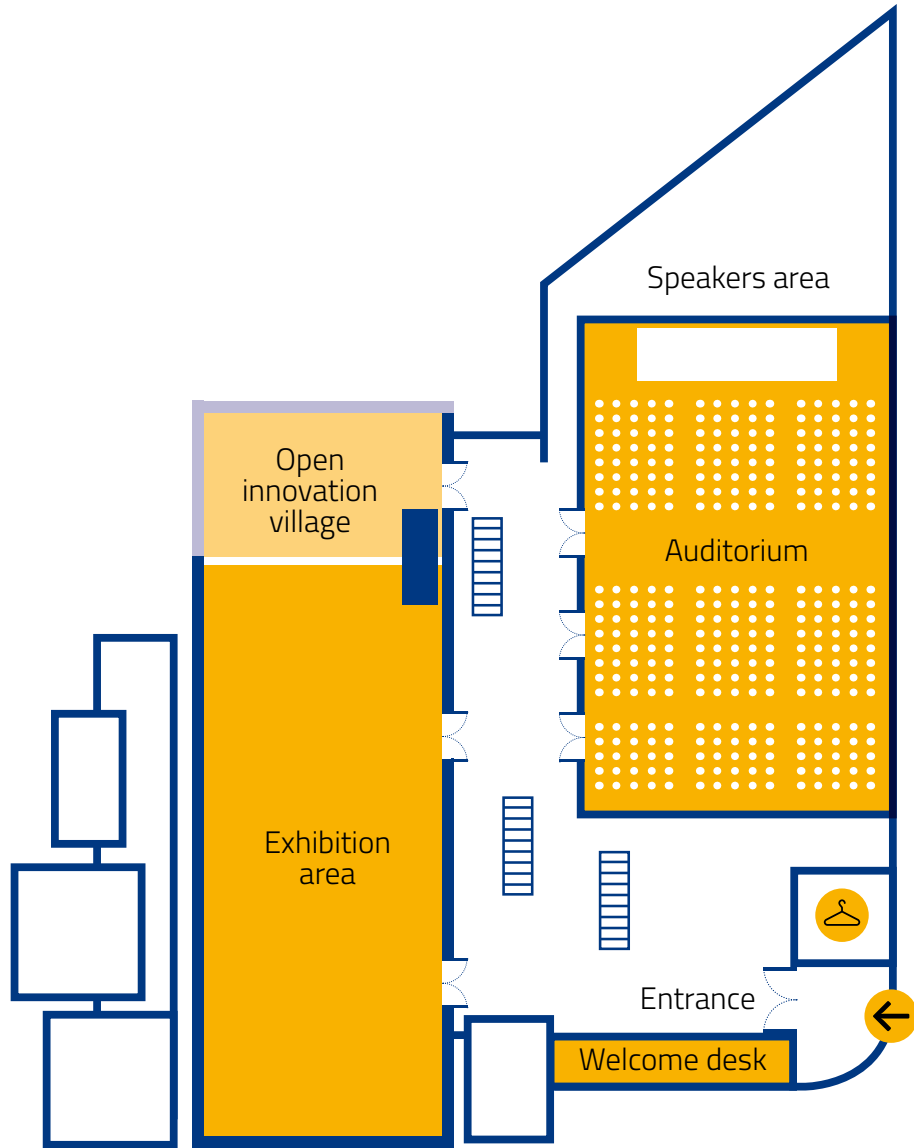 Speakers area
Open
innovation
village
Auditorium
Exhibition
area
Entrance
Welcome desk